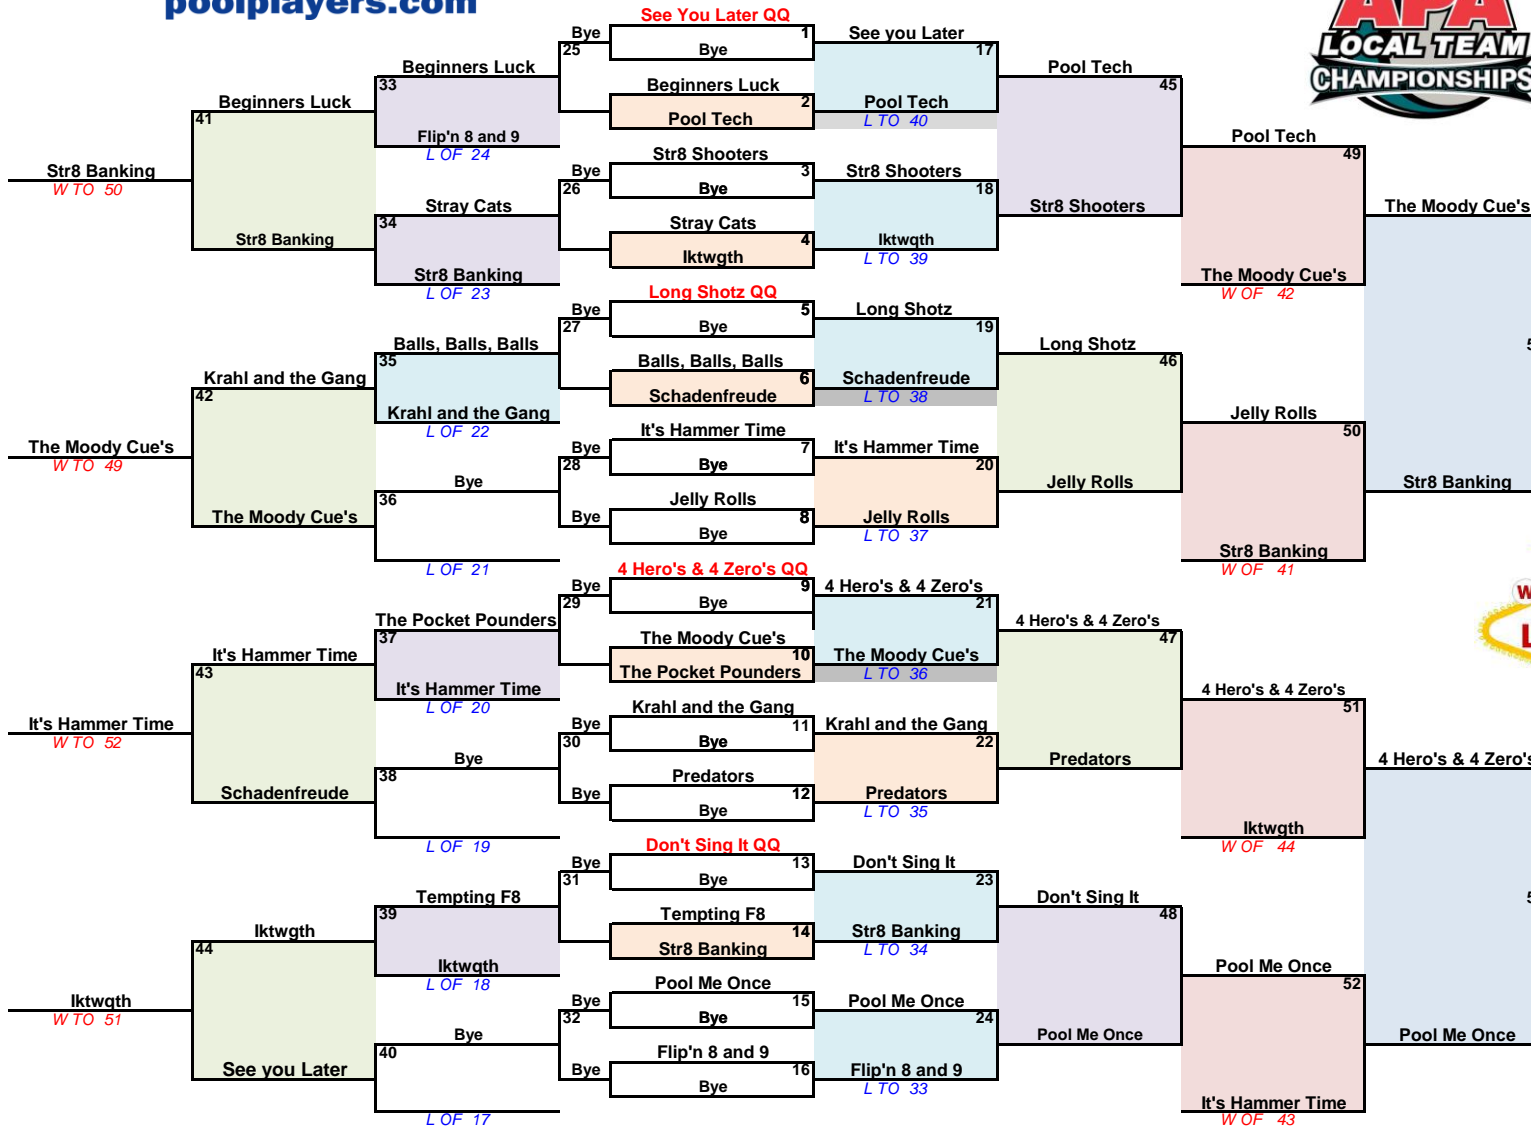 poolplayers.com
APA
LOCAL TEAM
CHAMPIONSHIPS
See You Later QQ
Bye 1 See you Later
25 Bye 17
Beginners Luck Pool Tech
33 Beginners Luck 45
Beginners Luck 2 Pool Tech
41 Pool Tech L TO 40
Flip'n 8 and 9 Pool Tech
L OF 24 Str8 Shooters 49
Str8 Banking Bye 3 Str8 Shooters
W TO 50 26 Bye 18
Stray Cats Str8 Shooters The Moody Cue's
34 Stray Cats
Str8 Banking 4 Iktwqth
Iktwgth L TO 39
Str8 Banking The Moody Cue's
L OF 23 Long Shotz QQ W OF 42
Bye 5 Long Shotz
27 Bye 19
Balls, Balls, Balls Long Shotz 5
35 Balls, Balls, Balls 46
Krahl and the Gang 6 Schadenfreude
42 Schadenfreude L TO 38
Krahl and the Gang Jelly Rolls
L OF 22 It's Hammer Time 50
The Moody Cue's Bye 7 It's Hammer Time
W TO 49 28 Bye 20
Bye Jelly Rolls Str8 Banking
36 Jelly Rolls
The Moody Cue's Bye 8 Jelly Rolls
Bye L TO 37
Str8 Banking
L OF 21 4 Hero's & 4 Zero's QQ W OF 41
Bye 9 4 Hero's & 4 Zero's
29 Bye 21 W
The Pocket Pounders 4 Hero's & 4 Zero's
37 The Moody Cue's 47 L
It's Hammer Time 10 The Moody Cue's
43 The Pocket Pounders L TO 36
It's Hammer Time 4 Hero's & 4 Zero's
L OF 20 Krahl and the Gang 51
It's Hammer Time Bye 11 Krahl and the Gang
W TO 52 30 Bye 22
Bye Predators 4 Hero's & 4 Zero's
38 Predators
Schadenfreude Bye 12 Predators
Bye L TO 35
Iktwgth
L OF 19 Don't Sing It QQ W OF 44
Bye 13 Don't Sing It
31 Bye 23
Tempting F8 Don't Sing It 5
39 Tempting F8 48
Iktwgth 14 Str8 Banking
44 Str8 Banking L TO 34
Iktwqth Pool Me Once
L OF 18 Pool Me Once 52
Iktwqth Bye 15 Pool Me Once
W TO 51 32 Bye 24
Bye Pool Me Once Pool Me Once
40 Flip'n 8 and 9
See you Later Bye 16 Flip'n 8 and 9
Bye L TO 33
It's Hammer Time
L OF 17 W OF 43